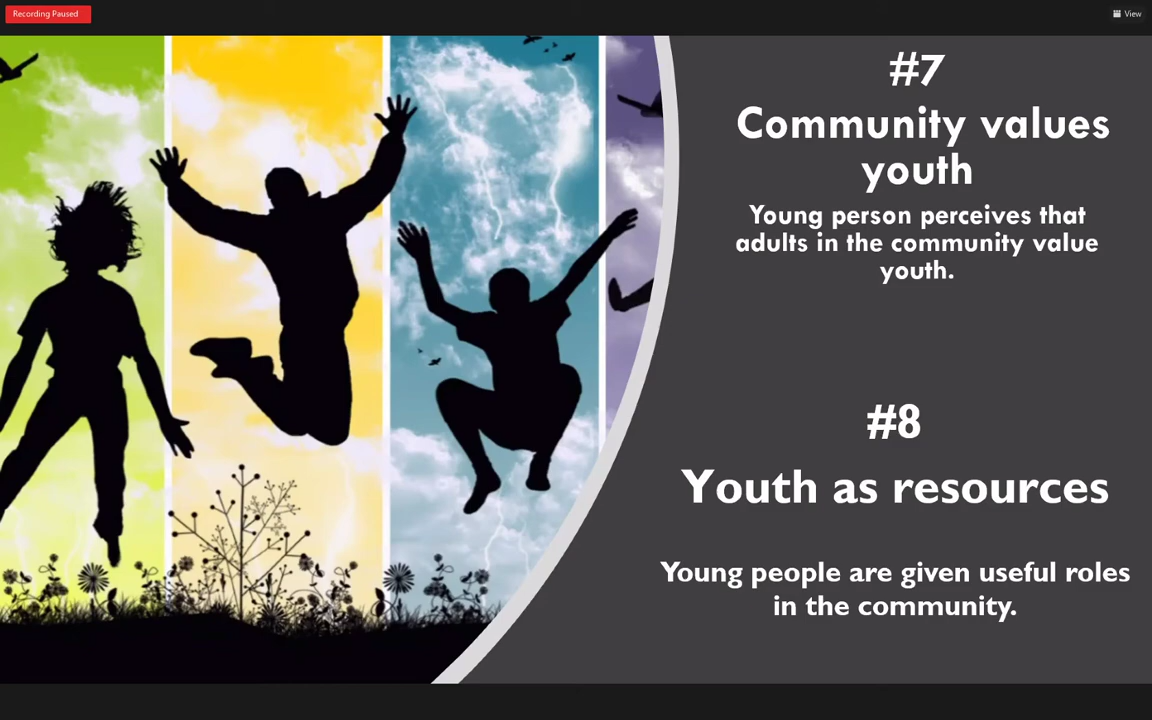 Recording Paused
View
#7
Community values
youth
Young person perceives that
adults in the community value
youth.
#8
Youth as resources
Young people are given useful roles
in the community.